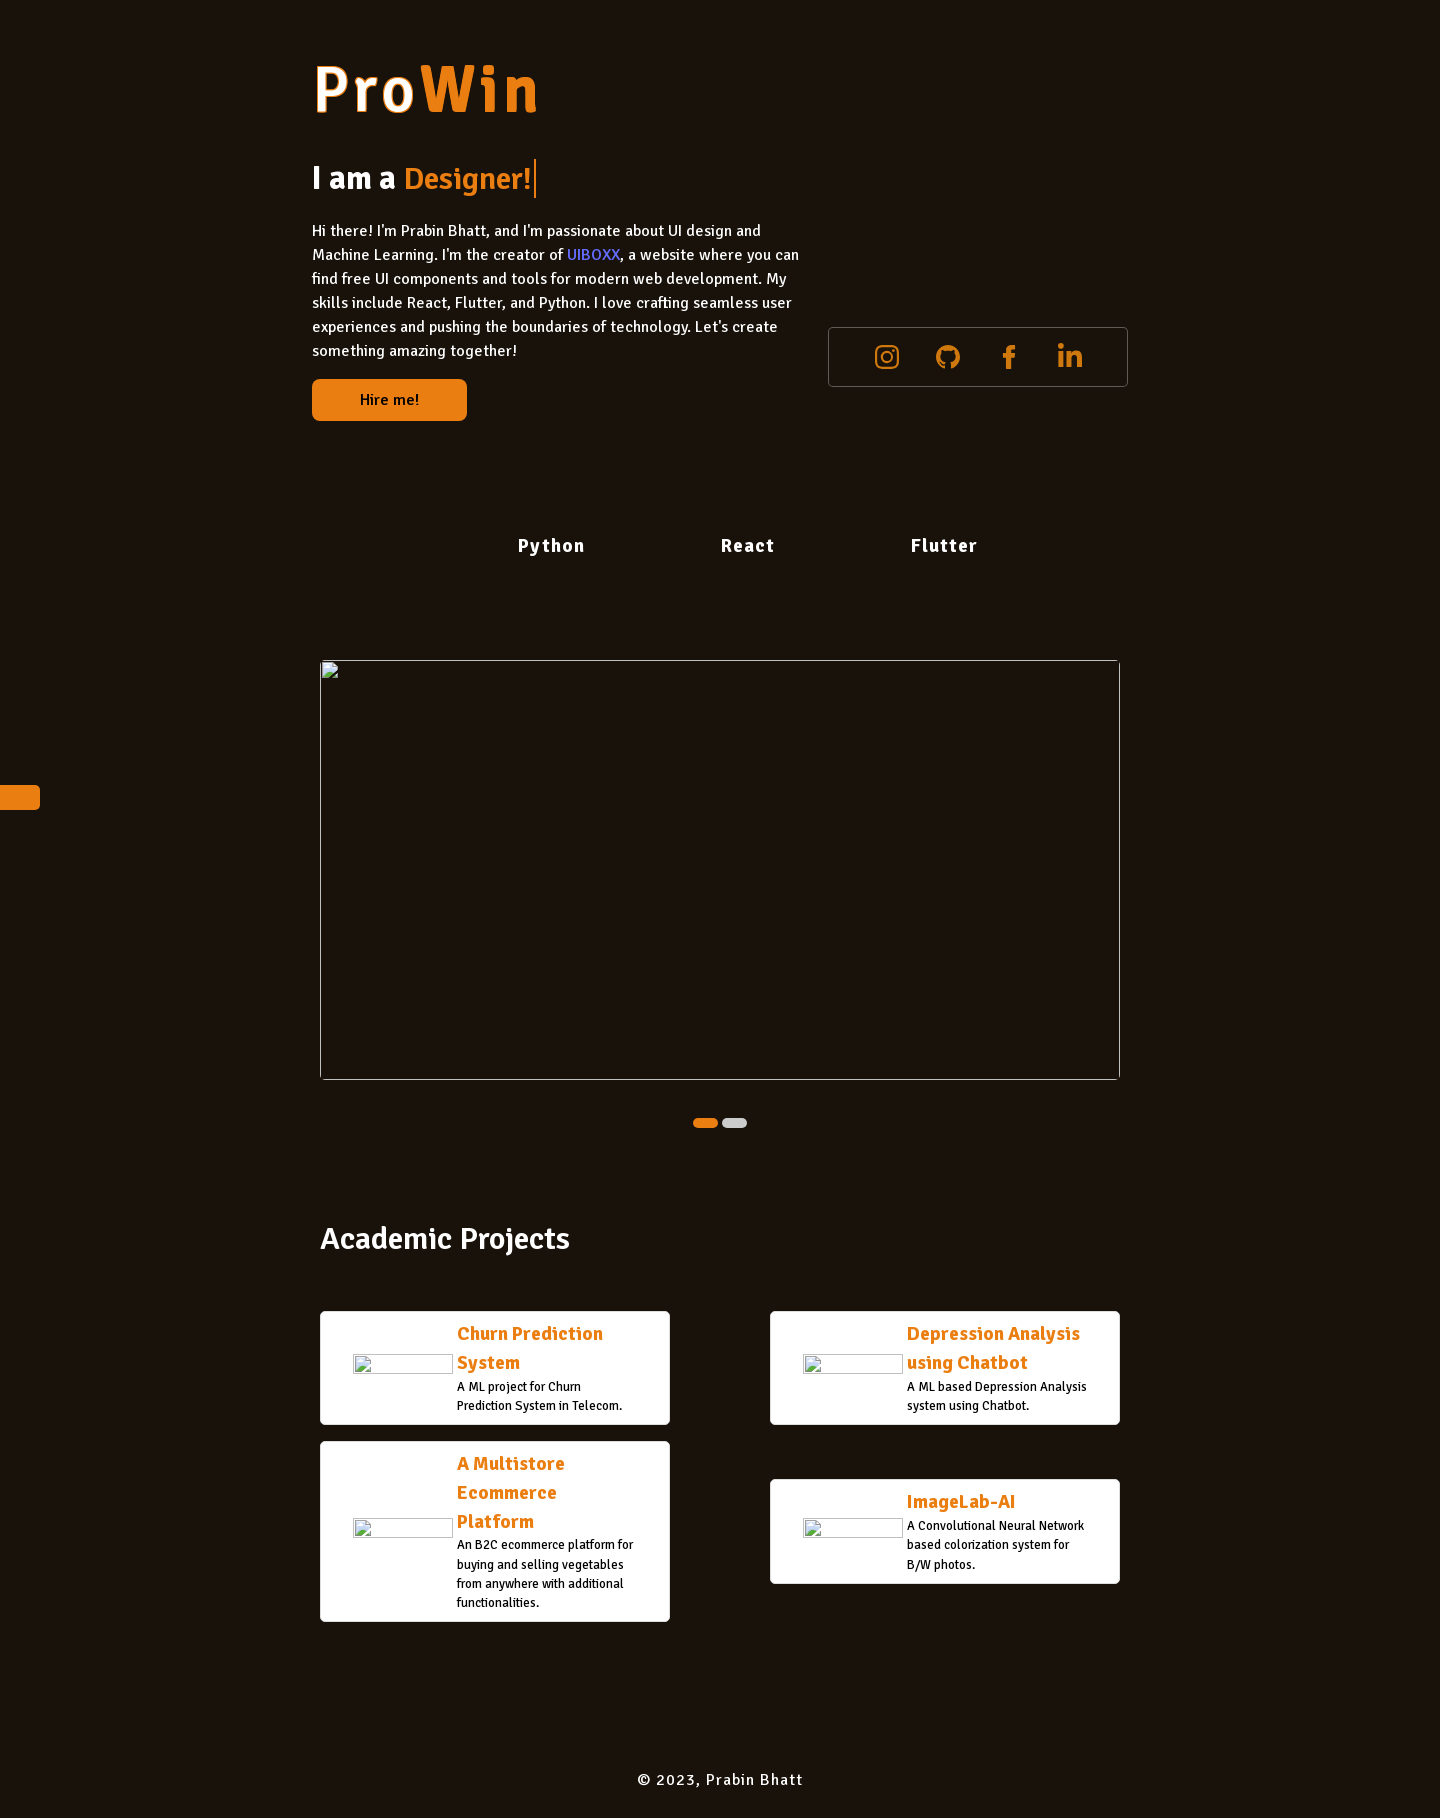 ProWin
I am a Designer!
Hi there! I'm Prabin Bhatt, and I'm passionate about UI design and
Machine Learning. I'm the creator of UIBOXX, a website where you can
find free UI components and tools for modern web development. My
skills include React, Flutter, and Python. I love crafting seamless user
experiences and pushing the boundaries of technology. Let's create
something amazing together!
Hire me!
Python React Flutter
Academic Projects
Churn Prediction
System
A ML project for Churn
Prediction System in Telecom.
Depression Analysis
using Chatbot
A ML based Depression Analysis
system using Chatbot.
A Multistore
Ecommerce
Platform
An B2C ecommerce platform for
buying and selling vegetables
from anywhere with additional
functionalities.
ImageLab-AI
A Convolutional Neural Network
based colorization system for
B/W photos.
© 2023, Prabin Bhatt